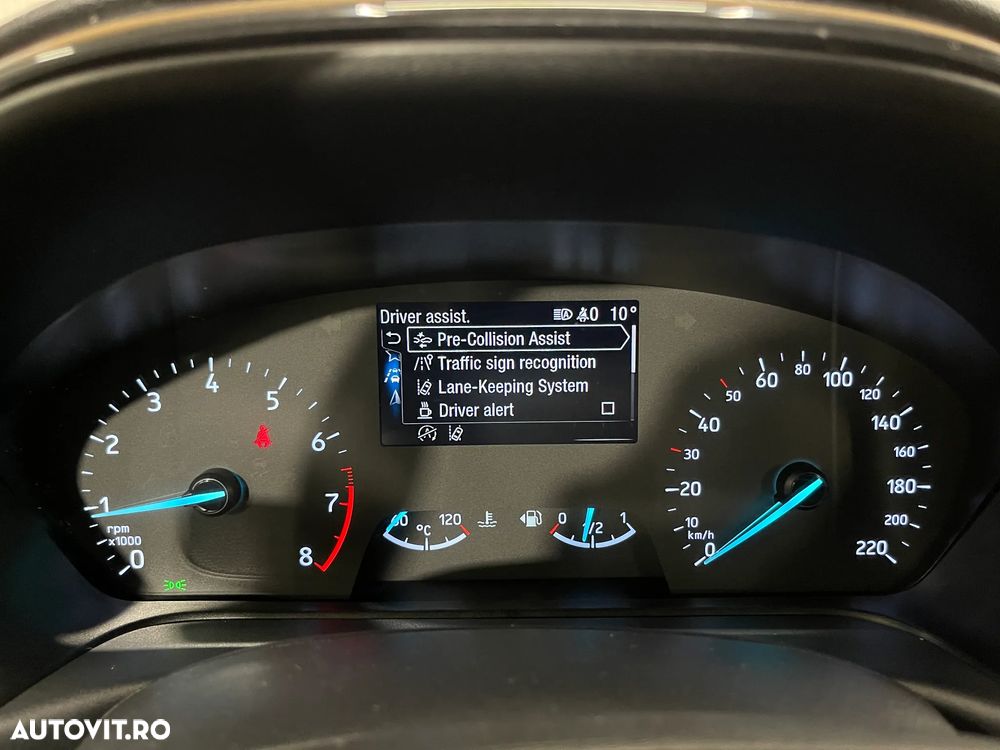 Driver assist. A 0 10°
Pre-Collision Assist
Traffic sign recognition
Lane-Keeping System
Driver alert
0 1 2 3 4 5 6 7 8
rpm
x1000
60 °C 120
0 1/2 1
0 10 20 30 40 50 60 80 100 120 140 160 180 200 220
km/h
AUTOVIT.RO